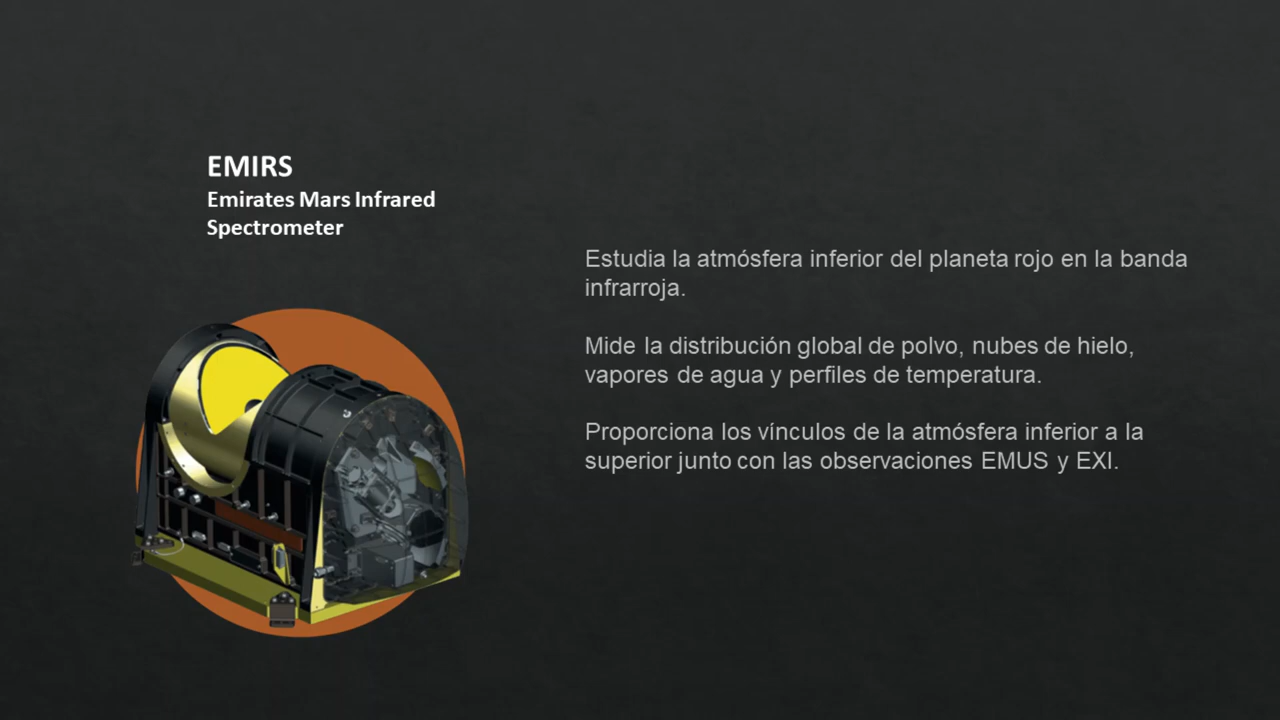 EMIRS
Emirates Mars Infrared
Spectrometer
Estudia la atmósfera inferior del planeta rojo en la banda
infrarroja.
Mide la distribución global de polvo, nubes de hielo,
vapores de agua y perfiles de temperatura.
Proporciona los vínculos de la atmósfera inferior a la
superior junto con las observaciones EMUS y EXI.